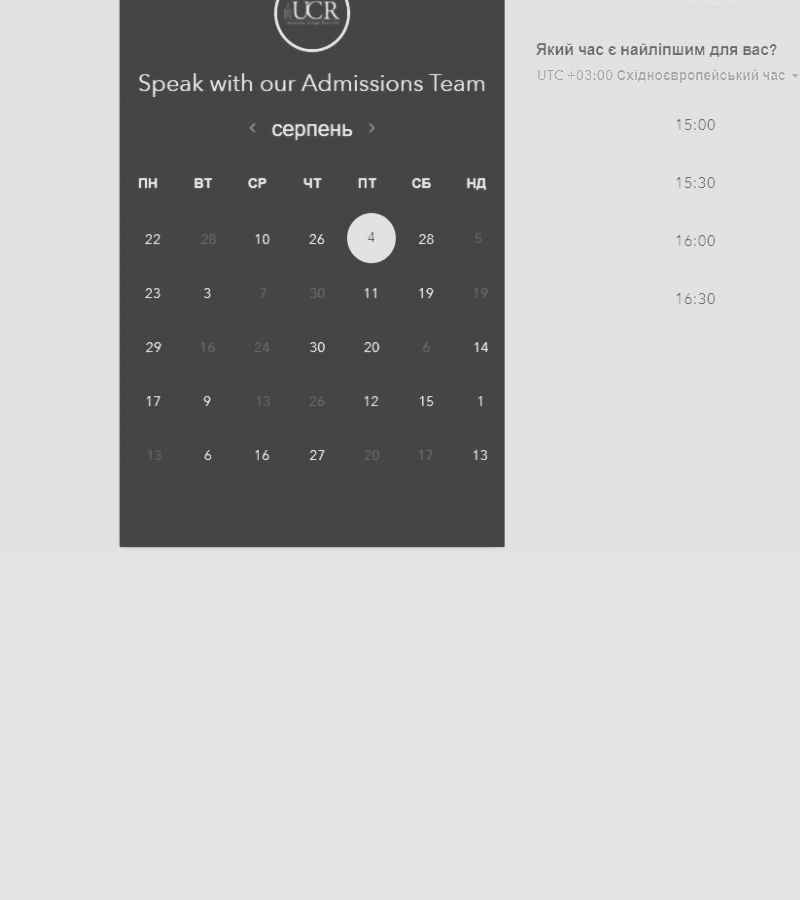 UCR
Speak with our Admissions Team
серпень
ПН ВТ СР ЧТ ПТ СБ НД
22 28 10 26 4 28 5
23 3 7 30 11 19 19
29 16 24 30 20 6 14
17 9 13 26 12 15 1
13 6 16 27 20 17 13
Який час є найліпшим для вас?
UTC +03:00 Східноєвропейський час
15:00
15:30
16:00
16:30